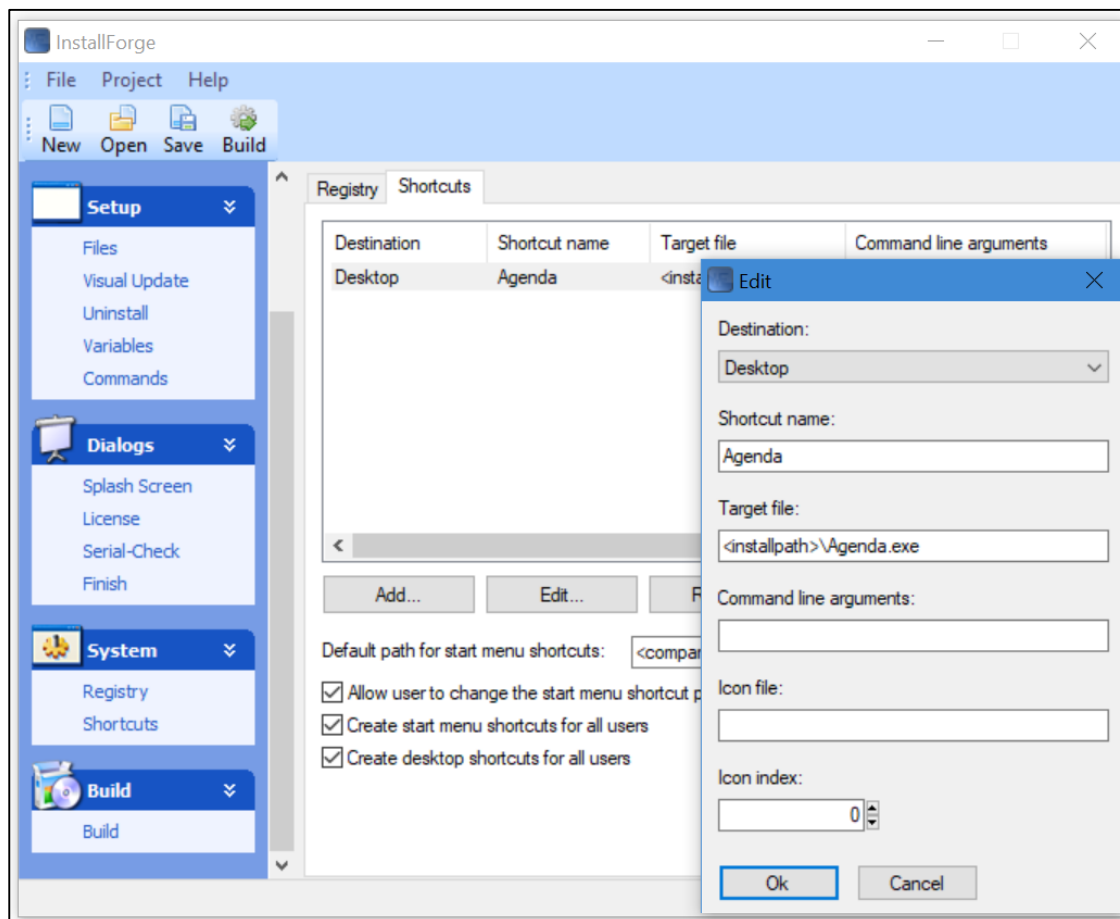 InstallForge
File Project Help
New Open Save Build
Setup
Files
Visual Update
Uninstall
Variables
Commands
Dialogs
Splash Screen
License
Serial-Check
Finish
System
Registry
Shortcuts
Build
Build
Registry Shortcuts
Destination Shortcut name Target file Command line arguments
Desktop Agenda <insta
Add... Edit... R
Default path for start menu shortcuts: <compar
Allow user to change the start menu shortcut p
Create start menu shortcuts for all users
Create desktop shortcuts for all users
Edit
Destination:
Desktop
Shortcut name:
Agenda
Target file:
<installpath>\Agenda.exe
Command line arguments:
Icon file:
Icon index:
0
Ok Cancel